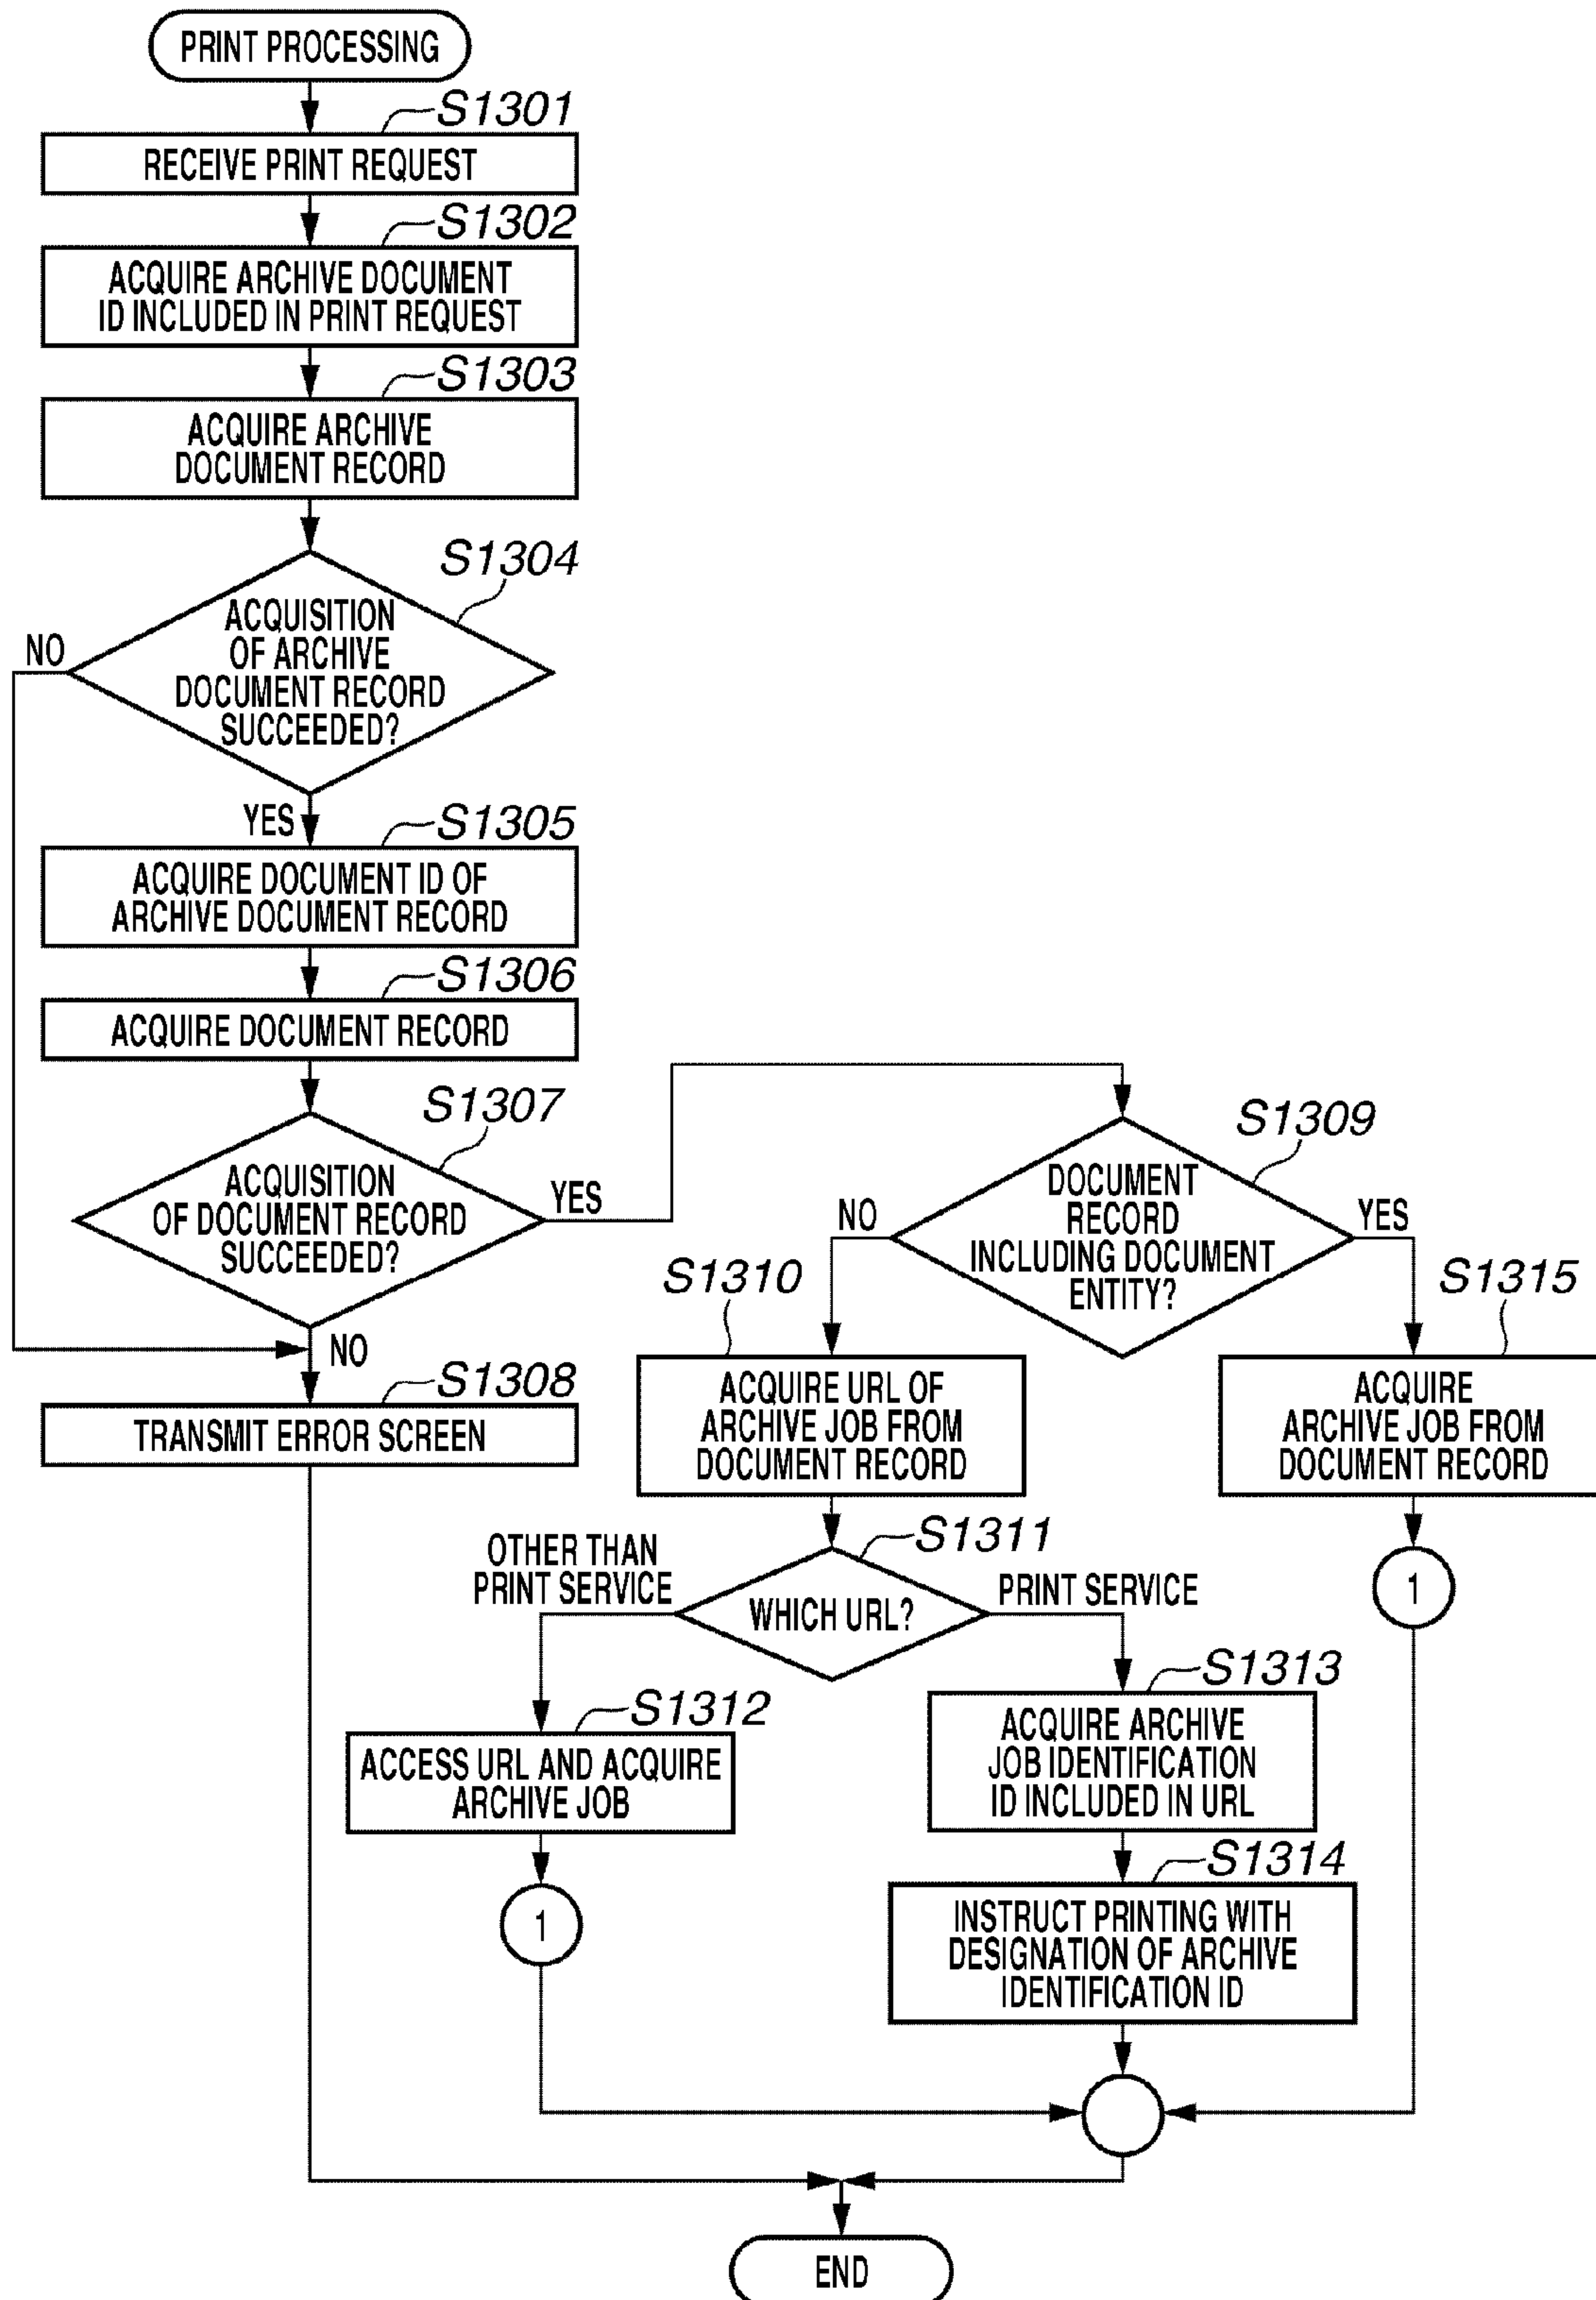 PRINT PROCESSING
S1301
RECEIVE PRINT REQUEST
S1302
ACQUIRE ARCHIVE DOCUMENT
ID INCLUDED IN PRINT REQUEST
S1303
ACQUIRE ARCHIVE
DOCUMENT RECORD
S1304
ACQUISITION
OF ARCHIVE
DOCUMENT RECORD
SUCCEEDED?
NO
YES
S1305
ACQUIRE DOCUMENT ID OF
ARCHIVE DOCUMENT RECORD
S1306
ACQUIRE DOCUMENT RECORD
S1307
ACQUISITION
OF DOCUMENT RECORD
SUCCEEDED?
YES
NO
S1308
TRANSMIT ERROR SCREEN
S1309
DOCUMENT
RECORD
INCLUDING DOCUMENT
ENTITY?
NO
YES
S1310
ACQUIRE URL OF
ARCHIVE JOB FROM
DOCUMENT RECORD
S1315
ACQUIRE
ARCHIVE JOB FROM
DOCUMENT RECORD
1
S1311
WHICH URL?
OTHER THAN
PRINT SERVICE
PRINT SERVICE
S1312
ACCESS URL AND ACQUIRE
ARCHIVE JOB
1
S1313
ACQUIRE ARCHIVE
JOB IDENTIFICATION
ID INCLUDED IN URL
S1314
INSTRUCT PRINTING WITH
DESIGNATION OF ARCHIVE
IDENTIFICATION ID
END